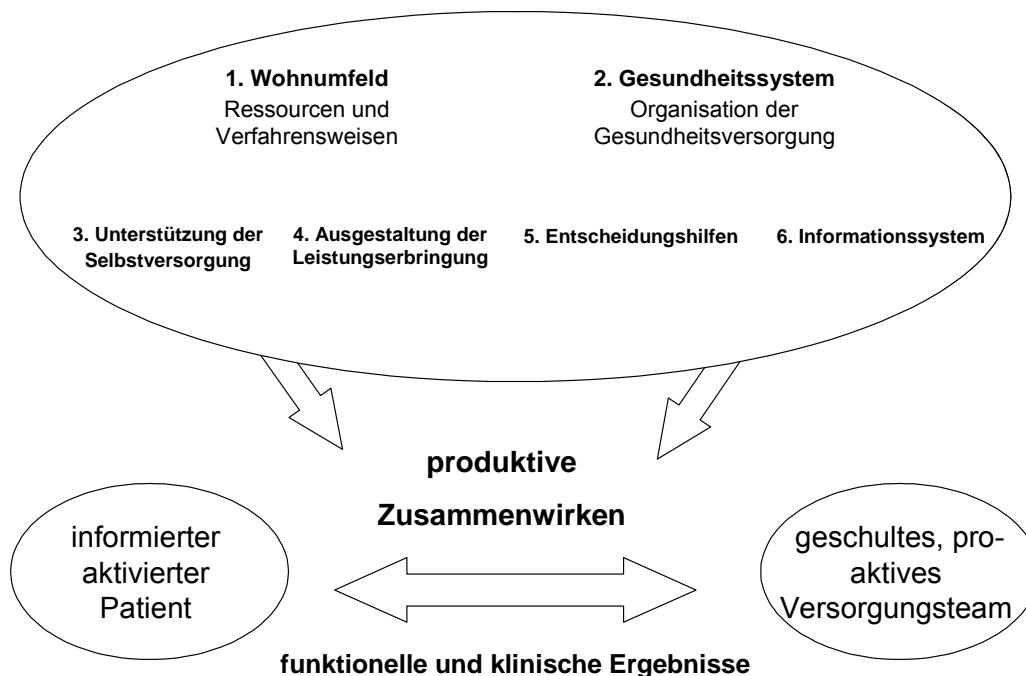 1. Wohnumfeld
Ressourcen und
Verfahrensweisen
2. Gesundheitssystem
Organisation der
Gesundheitsversorgung
3. Unterstützung der
Selbstversorgung
4. Ausgestaltung der
Leistungserbringung
5. Entscheidungshilfen
6. Informationssystem
produktive
Zusammenwirken
informierter
aktivierter
Patient
geschultes, pro-
aktives
Versorgungsteam
funktionelle und klinische Ergebnisse